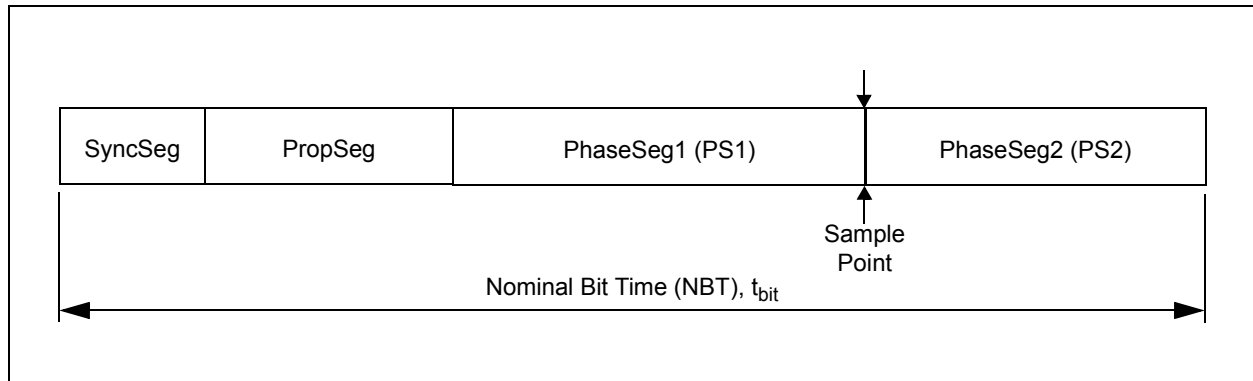 SyncSeg
PropSeg
PhaseSeg1 (PS1)
PhaseSeg2 (PS2)
Sample
Point
Nominal Bit Time (NBT), tbit